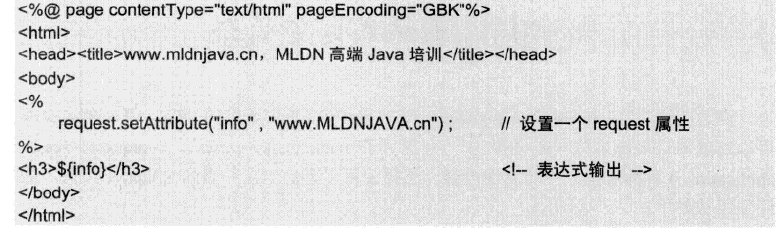 <%@ page contentType="text/html" pageEncoding="GBK"%>
<html>
<head><title>www.mldnjava.cn，MLDN 高端 Java 培训</title></head>
<body>
<%
    request.setAttribute("info" , "www.MLDNJAVA.cn") ;    // 设置一个 request 属性
%>
<h3>${info}</h3>    <!-- 表达式输出 -->
</body>
</html>